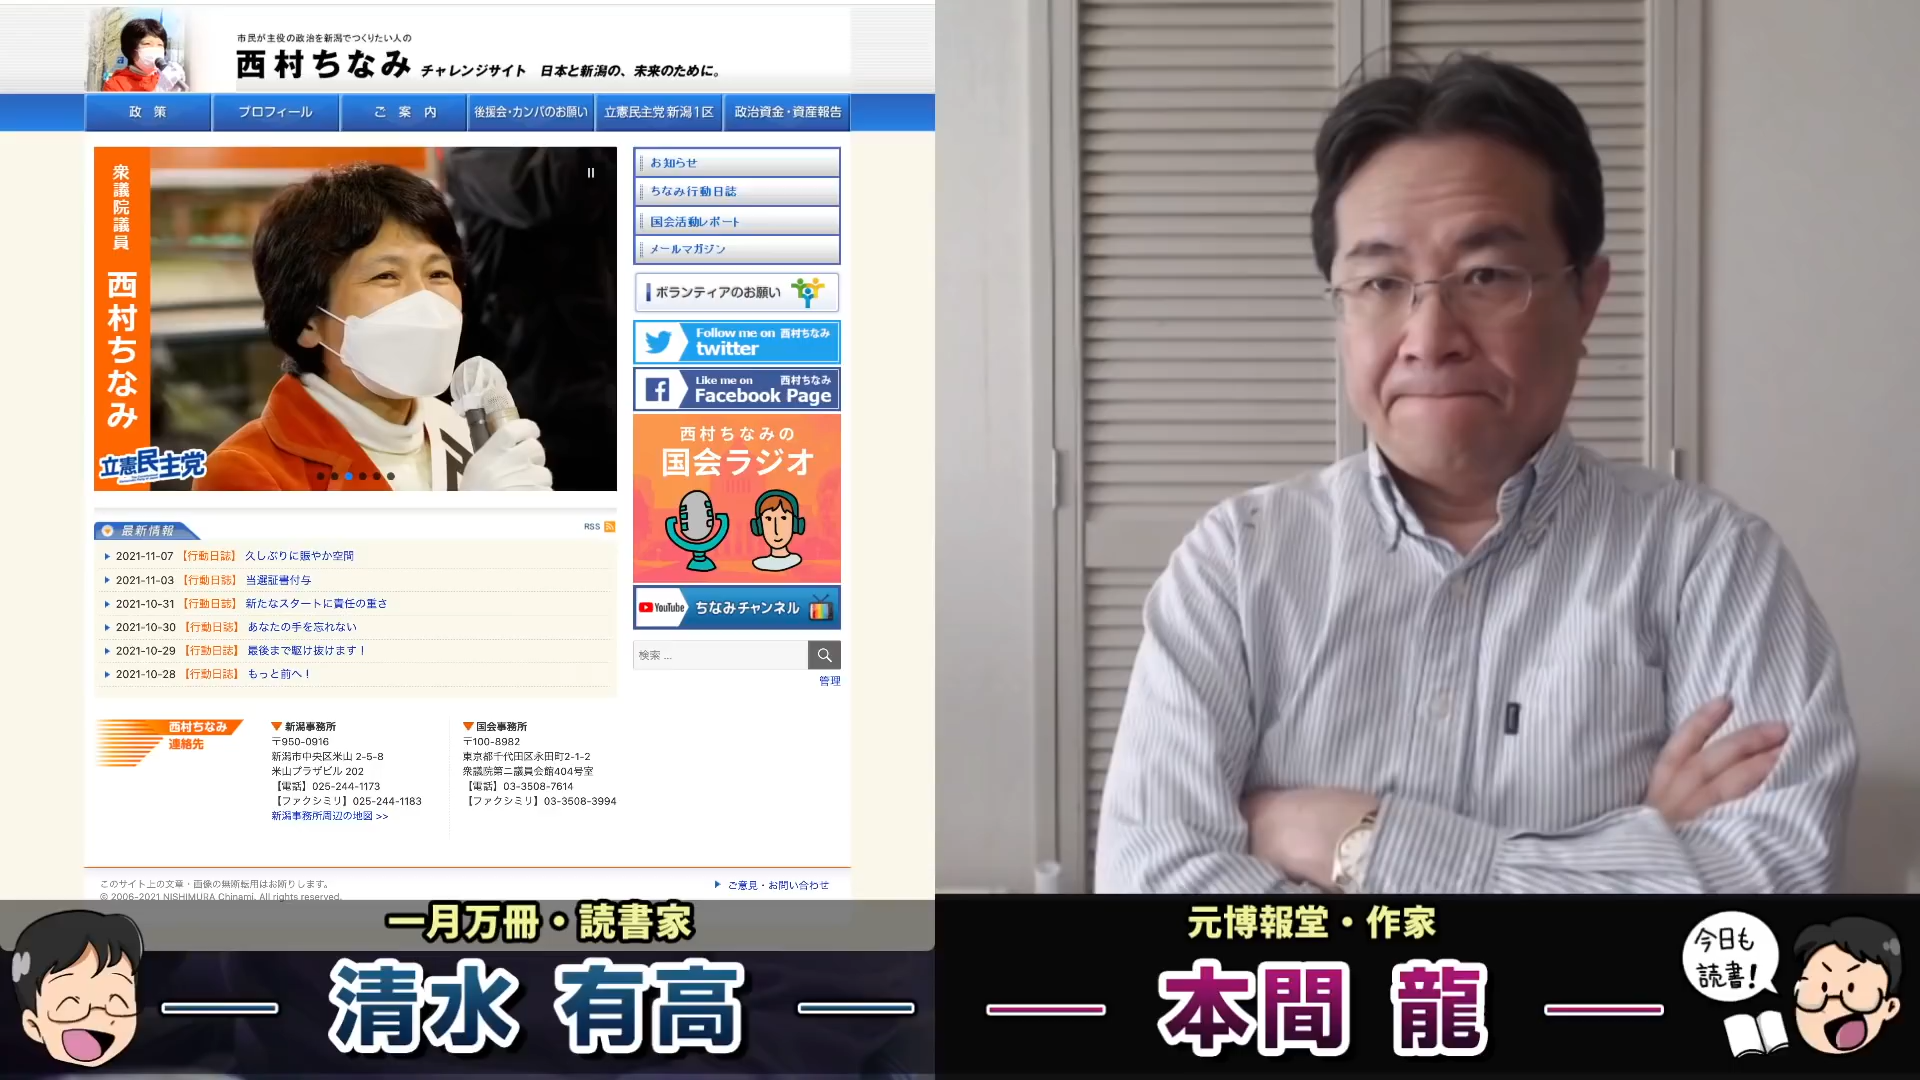 市民が主役の政治を新潟でつくりたい人の
西村ちなみ チャレンジサイト 日本と新潟の、未来のために。
政 策
プロフィール
ご 案 内
後援会・カンパのお願い
立憲民主党 新潟1区
政治資金・資産報告
衆議院議員
西村ちなみ
立憲民主党
お知らせ
ちなみ行動日誌
国会活動レポート
メールマガジン
ボランティアのお願い
Follow me on 西村ちなみ
twitter
Like me on 西村ちなみ
Facebook Page
西村ちなみの
国会ラジオ
YouTube ちなみチャンネル
検索 ...
管理
最新情報
RSS
2021-11-07 【行動日誌】 久しぶりに賑やか空間
2021-11-03 【行動日誌】 当選証書付与
2021-10-31 【行動日誌】 新たなスタートに責任の重さ
2021-10-30 【行動日誌】 あなたの手を忘れない
2021-10-29 【行動日誌】 最後まで駆け抜けます！
2021-10-28 【行動日誌】 もっと前へ！
西村ちなみ
連絡先
新潟事務所
〒950-0916
新潟市中央区米山 2-5-8
米山プラザビル 202
【電話】025-244-1173
【ファクシミリ】025-244-1183
新潟事務所周辺の地図 >>
国会事務所
〒100-8982
東京都千代田区永田町2-1-2
衆議院第二議員会館404号室
【電話】03-3508-7614
【ファクシミリ】03-3508-3994
このサイト上の文章・画像の無断転用はお断りします。
© 2006-2021 NISHIMURA Chinami. All rights reserved.
ご意見・お問い合わせ
一月万冊・読書家
清水 有高
元博報堂・作家
本間 龍
今日も
読書!